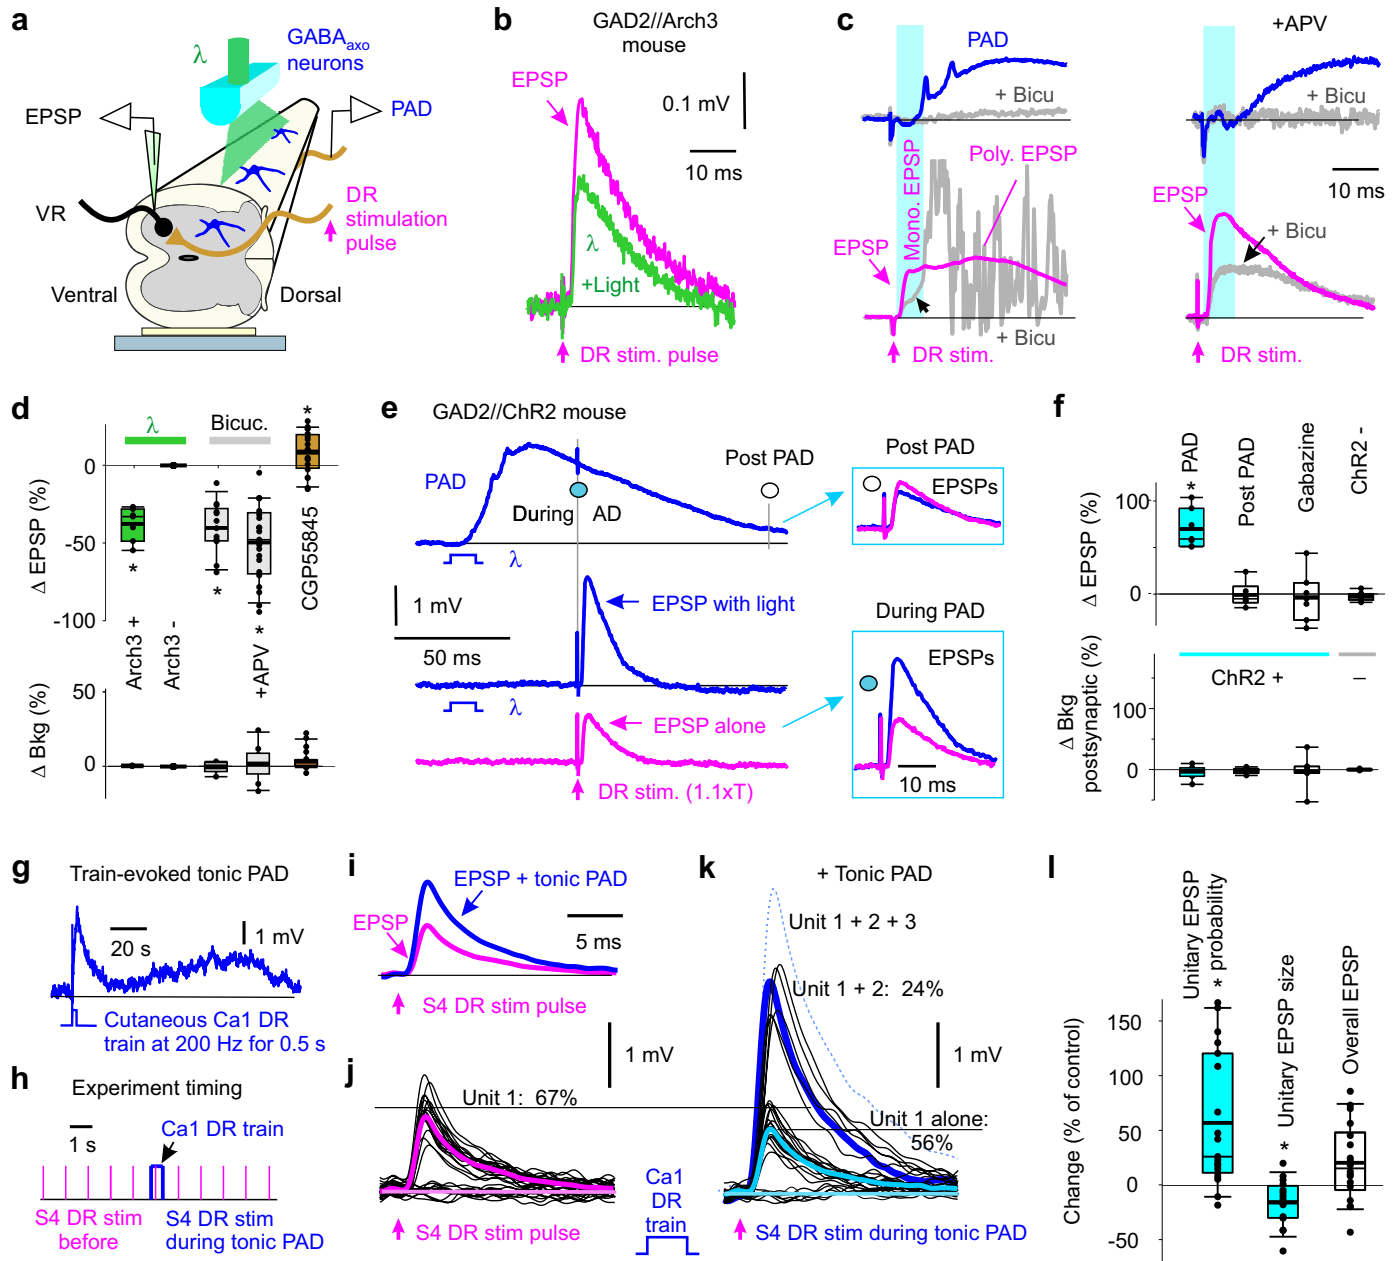 a
λ
GABAaxo
neurons
EPSP
PAD
VR
DR
stimulation
pulse
Ventral
Dorsal
b
GAD2//Arch3
mouse
EPSP
0.1 mV
10 ms
λ
+Light
DR stim. pulse
c
PAD
+ Bicu
Mono. EPSP
Poly. EPSP
EPSP
+ Bicu
DR stim.
+APV
+ Bicu
10 ms
EPSP
+ Bicu
DR stim.
d
λ
Bicuc.
*
0
-50
-100
Δ EPSP (%)
*
*
*
Arch3 +
Arch3 -
+APV
CGP55845
50
0
Δ Bkg (%)
e
GAD2//ChR2 mouse
PAD
Post PAD
During AD
λ
1 mV
50 ms
EPSP with light
λ
EPSP alone
DR stim. (1.1xT)
Post PAD
EPSPs
During PAD
EPSPs
10 ms
f
* PAD
Post PAD
Gabazine
ChR2 -
100
0
Δ EPSP (%)
ChR2 +
–
100
0
Δ Bkg
postsynaptic (%)
g
Train-evoked tonic PAD
20 s
1 mV
Cutaneous Ca1 DR
train at 200 Hz for 0.5 s
h
Experiment timing
1 s
Ca1 DR train
S4 DR stim
before
S4 DR stim
during tonic PAD
i
EPSP + tonic PAD
EPSP
5 ms
S4 DR stim pulse
1 mV
j
Unit 1: 67%
S4 DR stim pulse
k
+ Tonic PAD
Unit 1 + 2 + 3
Unit 1 + 2: 24%
1 mV
Unit 1 alone:
56%
Ca1
DR
train
S4 DR stim during tonic PAD
l
Unitary EPSP
* probability
* Unitary EPSP size
Overall EPSP
150
100
50
0
-50
Change (% of control)